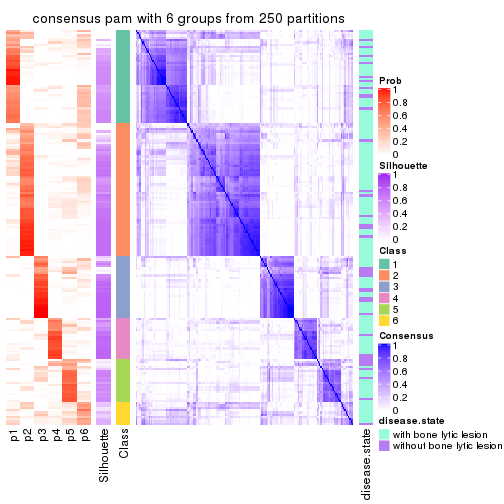 consensus pam with 6 groups from 250 partitions
Prob
1
0.8
0.6
0.4
0.2
0
Silhouette
1
0.8
0.6
0.4
0.2
0
Class
1
2
3
4
5
6
Consensus
1
0.8
0.6
0.4
0.2
0
disease.state
with bone lytic lesion
without bone lytic lesion
p1
p2
p3
p4
p5
p6
Silhouette
Class
disease.state